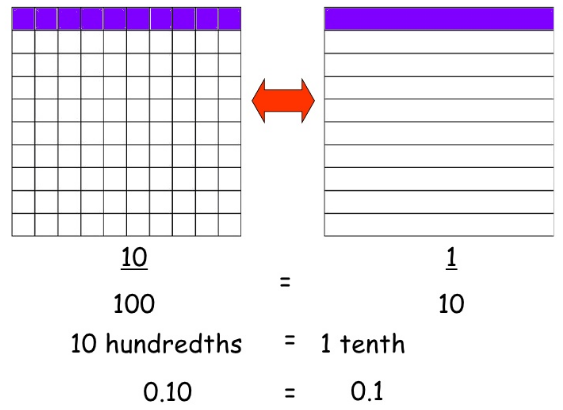 10 1
=
100 10
10 hundredths = 1 tenth
0.10 = 0.1